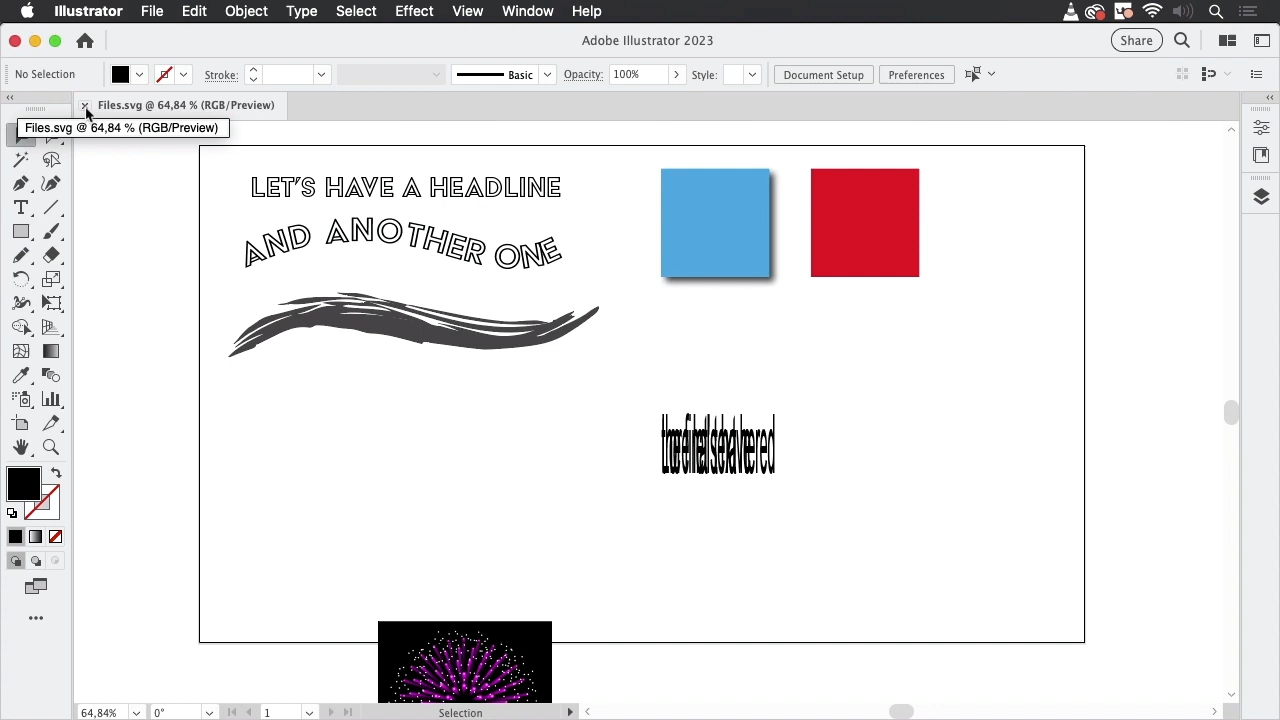 Illustrator File Edit Object Type Select Effect View Window Help
Adobe Illustrator 2023
Share
No Selection
Stroke:
Basic
Opacity:
100%
Style:
Document Setup
Preferences
Files.svg @ 64,84 % (RGB/Preview)
Files.svg @ 64,84 % (RGB/Preview)
LET'S HAVE A HEADLINE
AND ANOTHER ONE
64,84%
0°
1
Selection